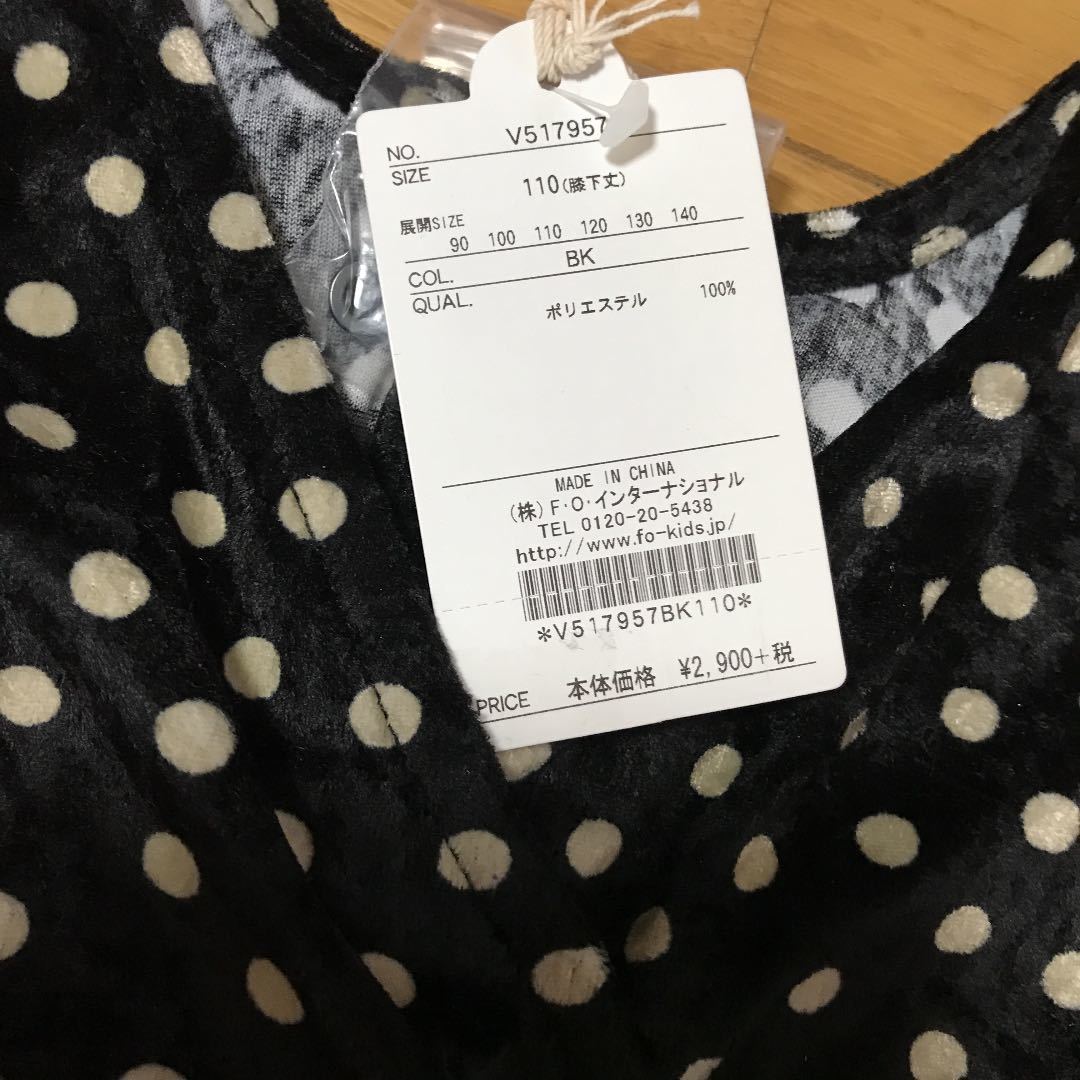 NO. V517957
SIZE 110(膝下丈)
展開SIZE
90 100 110 120 130 140
COL. BK
QUAL. ポリエステル 100%
MADE IN CHINA
(株)F·O·インターナショナル
TEL 0120-20-5438
http://www.fo-kids.jp/
*V517957BK110*
PRICE 本体価格 ¥2,900+税